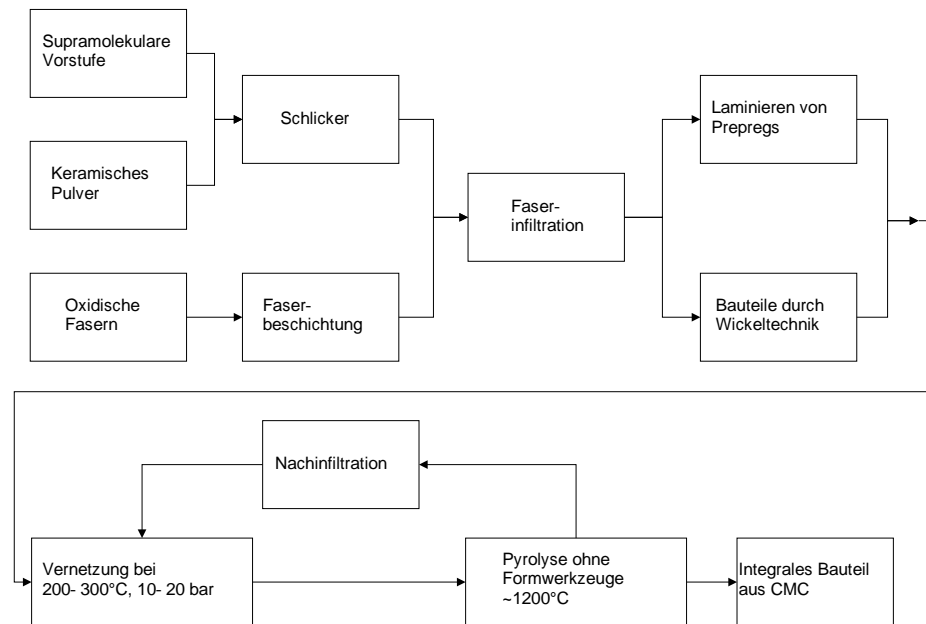 Supramolekulare
Vorstufe
Keramisches
Pulver
Schlicker
Oxidische
Fasern
Faser-
beschichtung
Faser-
infiltration
Laminieren von
Prepregs
Bauteile durch
Wickeltechnik
Nachinfiltration
Vernetzung bei
200- 300°C, 10- 20 bar
Pyrolyse ohne
Formwerkzeuge
~1200°C
Integrales Bauteil
aus CMC